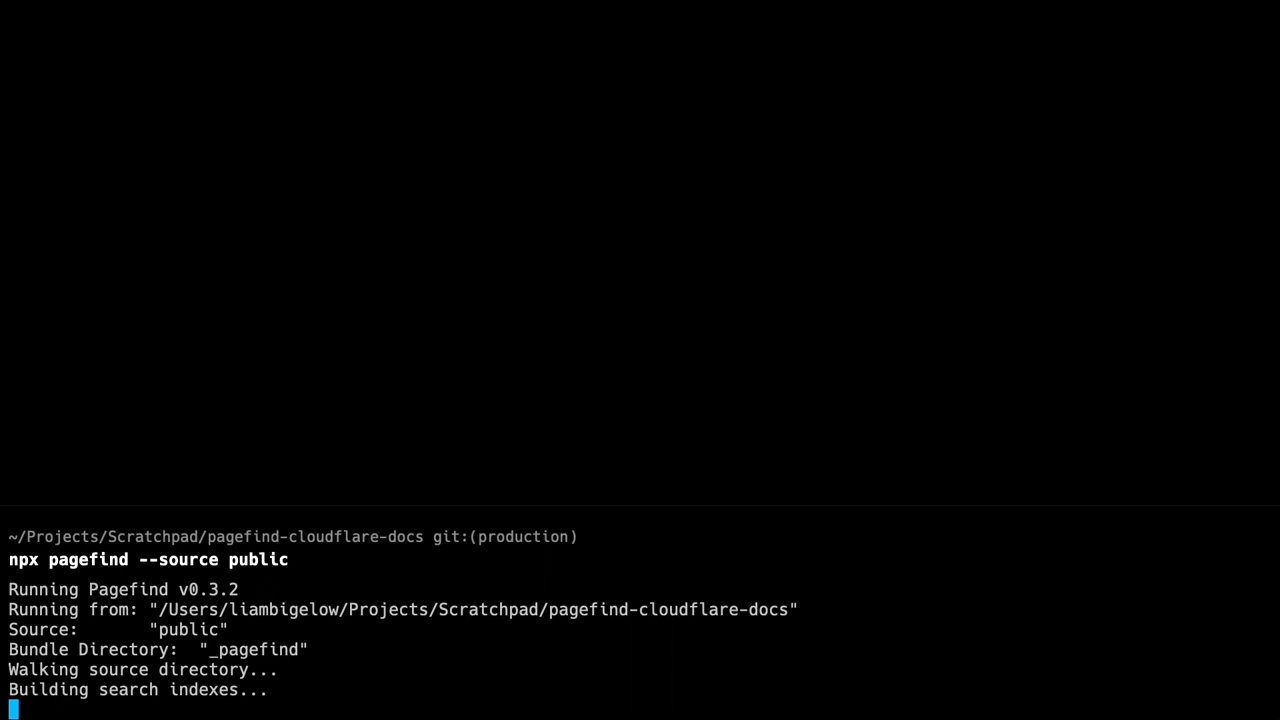 ~/Projects/Scratchpad/pagefind-cloudflare-docs git:(production)
npx pagefind --source public
Running Pagefind v0.3.2
Running from: "/Users/liambigelow/Projects/Scratchpad/pagefind-cloudflare-docs"
Source:       "public"
Bundle Directory:  "_pagefind"
Walking source directory...
Building search indexes...